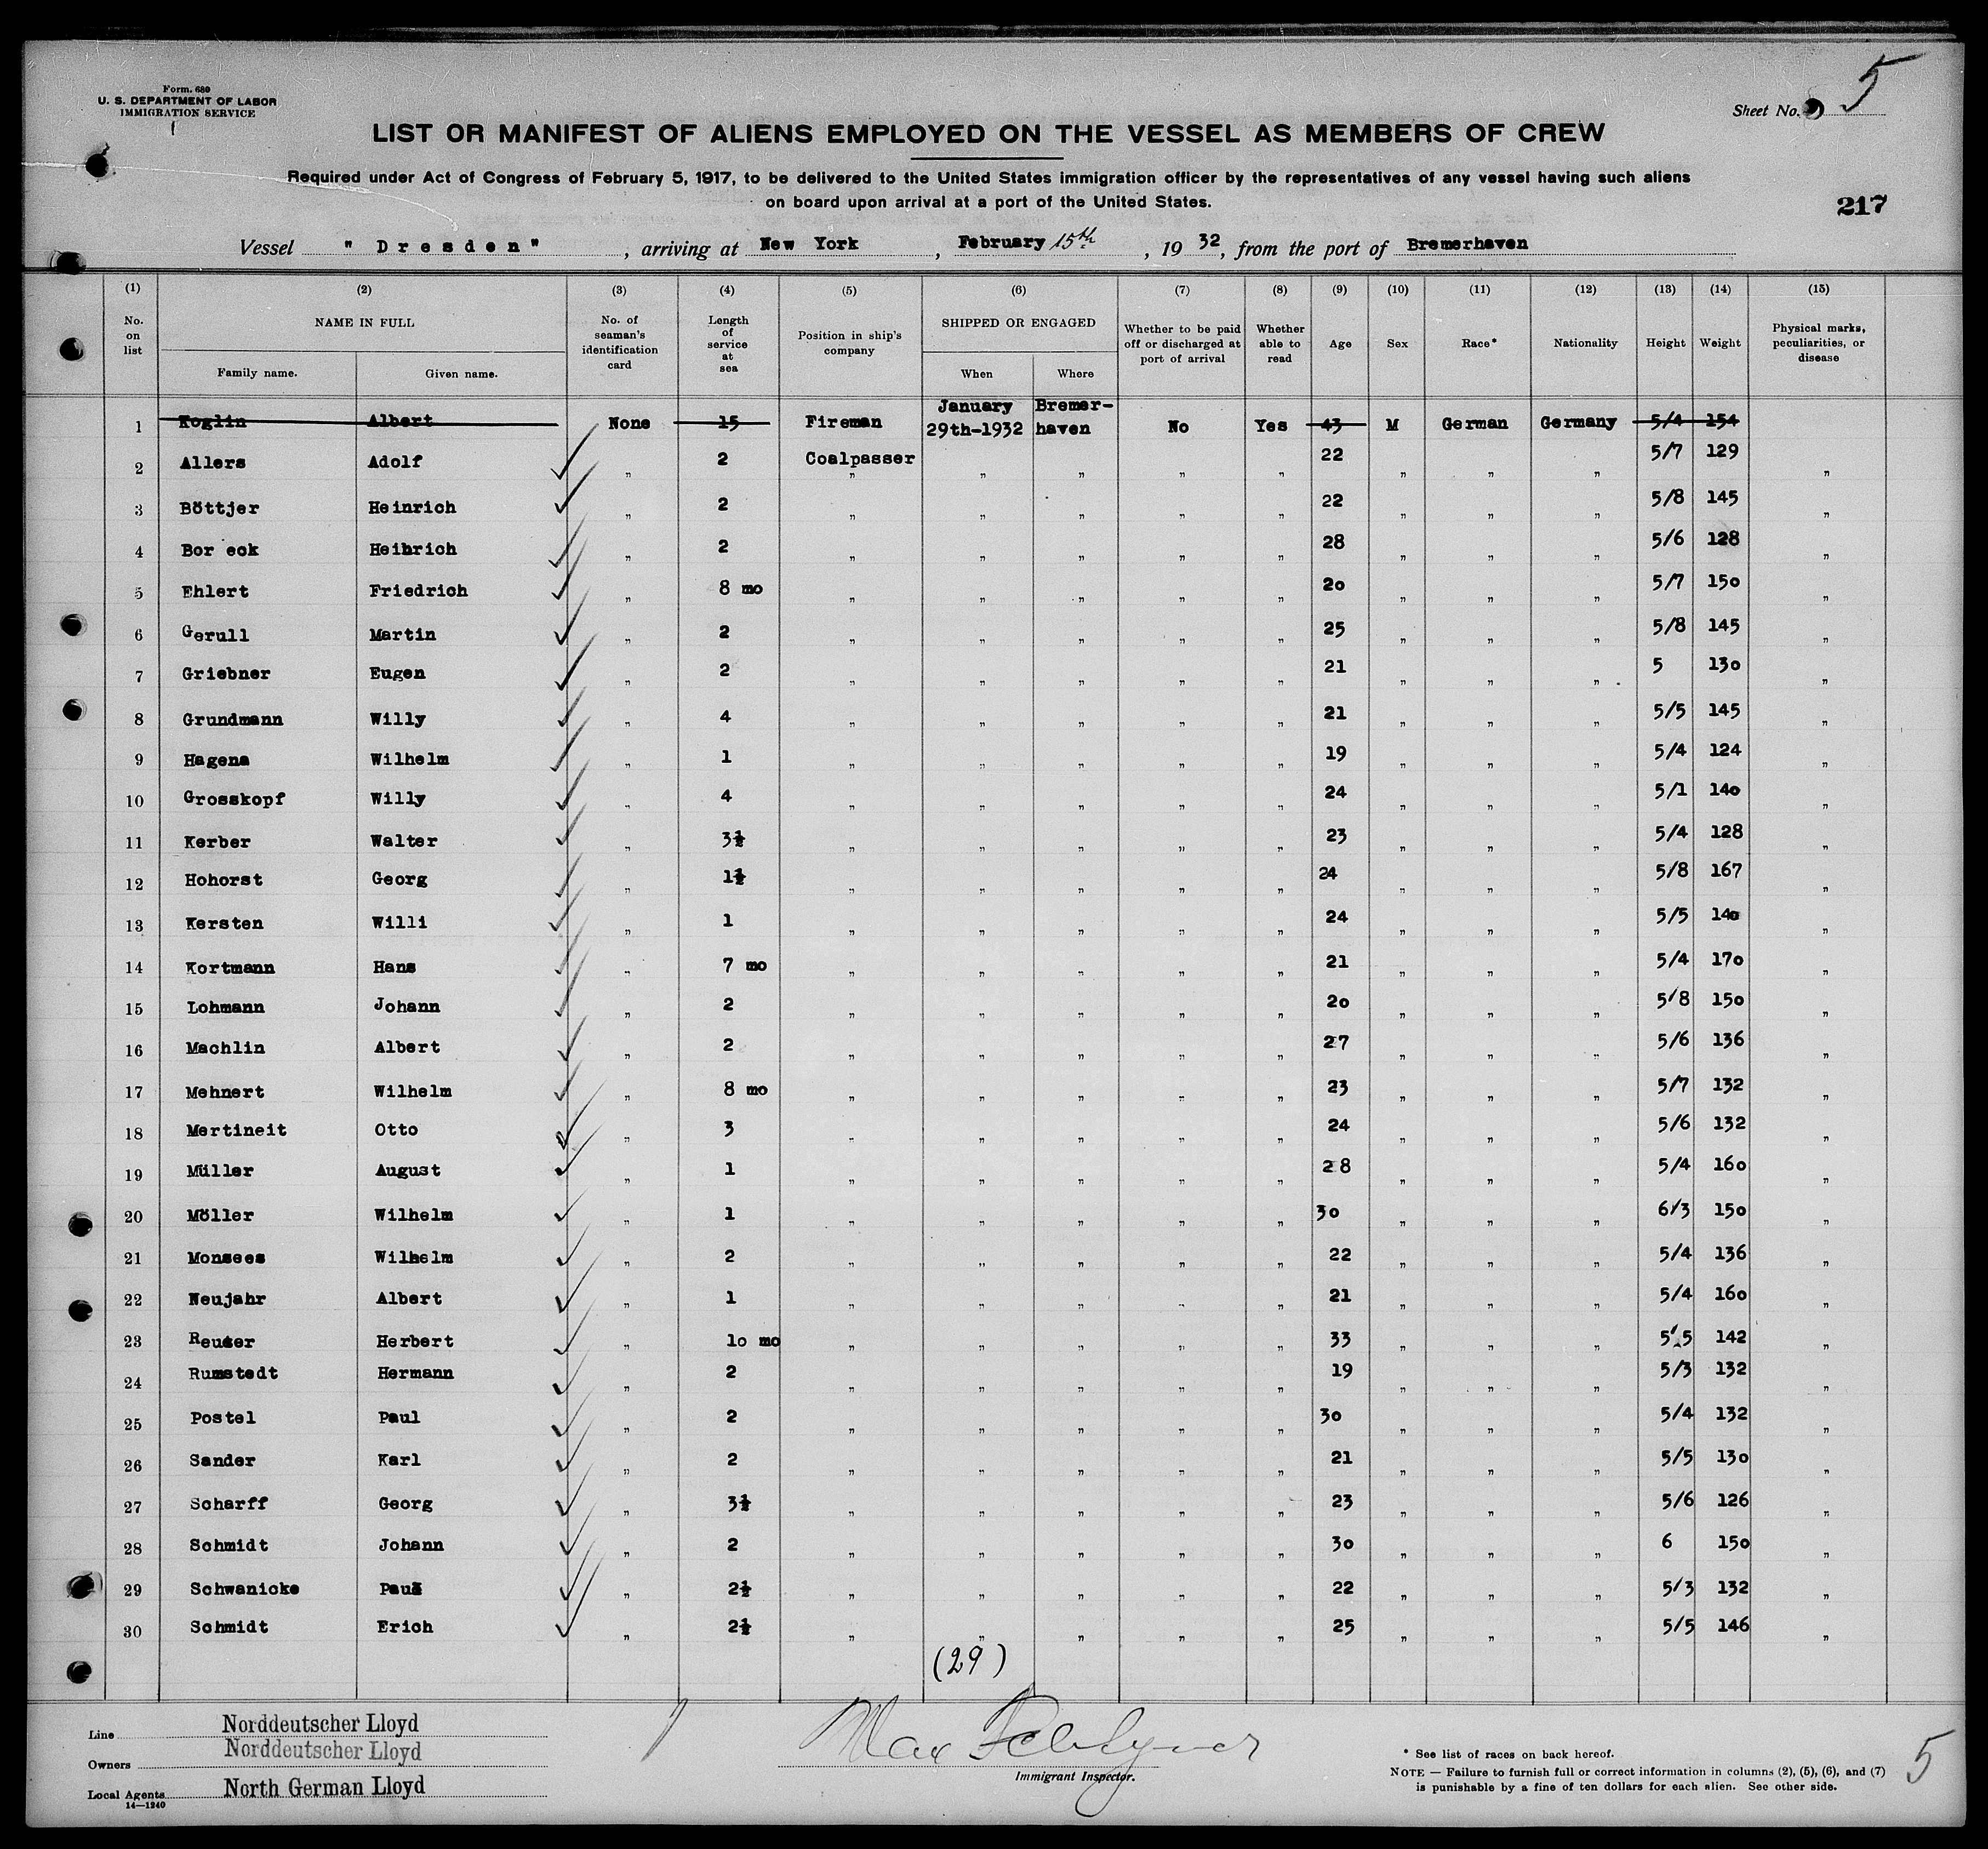 Form. 680
U. S. DEPARTMENT OF LABOR
IMMIGRATION SERVICE
Sheet No. 5
LIST OR MANIFEST OF ALIENS EMPLOYED ON THE VESSEL AS MEMBERS OF CREW
Required under Act of Congress of February 5, 1917, to be delivered to the United States immigration officer by the representatives of any vessel having such aliens
on board upon arrival at a port of the United States.
217
Vessel "Dresden", arriving at New York, February 15th, 1932, from the port of Bremerhaven
(1) (2) (3) (4) (5) (6) (7) (8) (9) (10) (11) (12) (13) (14) (15)
No. on list NAME IN FULL Family name. Given name. No. of seaman's identification card Length of service at sea Position in ship's company SHIPPED OR ENGAGED When Where Whether to be paid off or discharged at port of arrival Whether able to read Age Sex Race* Nationality Height Weight Physical marks, peculiarities, or disease
1 Koglin Albert None 15 Fireman January 29th-1932 Bremer-haven No Yes 43 M German Germany 5/4 154
2 Allers Adolf " 2 Coalpasser " " " " " 22 " " " 5/7 129 "
3 Böttjer Heinrich " 2 " " " " " 22 " " " 5/8 145 "
4 Bor eck Heibrich " 2 " " " " " 28 " " " 5/6 128 "
5 Ehlert Friedrich " 8 mo " " " " " 20 " " " 5/7 150 "
6 Gerull Martin " 2 " " " " " 25 " " " 5/8 145 "
7 Griebner Eugen " 2 " " " " " 21 " " " 5 130 "
8 Grundmann Willy " 4 " " " " " 21 " " " 5/5 145 "
9 Hagena Wilhelm " 1 " " " " " 19 " " " 5/4 124 "
10 Grosskopf Willy " 4 " " " " " 24 " " " 5/1 140 "
11 Kerber Walter " 3½ " " " " " 23 " " " 5/4 128 "
12 Hohorst Georg " 1½ " " " " " 24 " " " 5/8 167 "
13 Kersten Willi " 1 " " " " " 24 " " " 5/5 140 "
14 Kortmann Hans " 7 mo " " " " " 21 " " " 5/4 170 "
15 Lohmann Johann " 2 " " " " " 20 " " " 5/8 150 "
16 Machlin Albert " 2 " " " " " 27 " " " 5/6 136 "
17 Mehnert Wilhelm " 8 mo " " " " " 23 " " " 5/7 132 "
18 Mertineit Otto " 3 " " " " " 24 " " " 5/6 132 "
19 Müller August " 1 " " " " " 28 " " " 5/4 160 "
20 Möller Wilhelm " 1 " " " " " 30 " " " 6/3 150 "
21 Monsees Wilhelm " 2 " " " " " 22 " " " 5/4 136 "
22 Neujahr Albert " 1 " " " " " 21 " " " 5/4 160 "
23 Reuter Herbert " 10 mo " " " " " 33 " " " 5'5 142 "
24 Rumstedt Hermann " 2 " " " " " 19 " " " 5/3 132 "
25 Postel Paul " 2 " " " " " 30 " " " 5/4 132 "
26 Sander Karl " 2 " " " " " 21 " " " 5/5 130 "
27 Scharff Georg " 3½ " " " " " 23 " " " 5/6 126 "
28 Schmidt Johann " 2 " " " " " 30 " " " 6 150 "
29 Schwanicke Paul " 2½ " " " " " 22 " " " 5/3 132 "
30 Schmidt Erich " 2½ " " " " " 25 " " " 5/5 146 "
(29)
Line Norddeutscher Lloyd
Owners Norddeutscher Lloyd
Local Agents North German Lloyd
14—1240
Max
Immigrant Inspector.
* See list of races on back hereof.
NOTE — Failure to furnish full or correct information in columns (2), (5), (6), and (7)
is punishable by a fine of ten dollars for each alien. See other side.
5